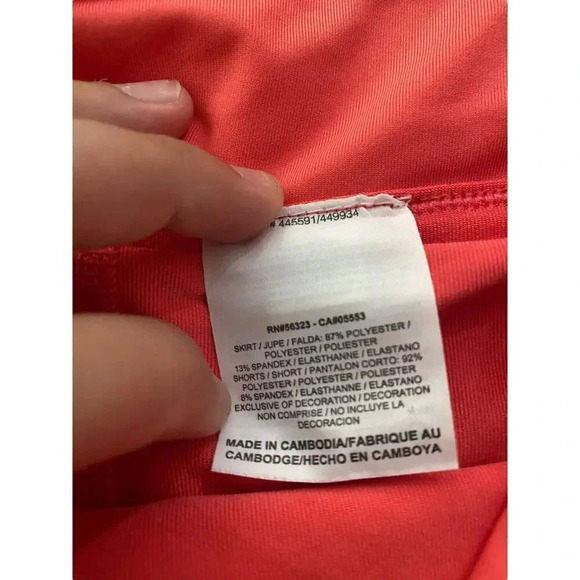 # 445591/449934
RN#56323 - CA#05553
SKIRT / JUPE / FALDA: 87% POLYESTER /
POLYESTER / POLIESTER
13% SPANDEX / ELASTHANNE / ELASTANO
SHORTS / SHORT / PANTALON CORTO: 92%
POLYESTER / POLYESTER / POLIESTER
8% SPANDEX / ELASTHANNE / ELASTANO
EXCLUSIVE OF DECORATION / DECORATION
NON COMPRISE / NO INCLUYE LA
DECORACION
MADE IN CAMBODIA/FABRIQUE AU
CAMBODGE/HECHO EN CAMBOYA